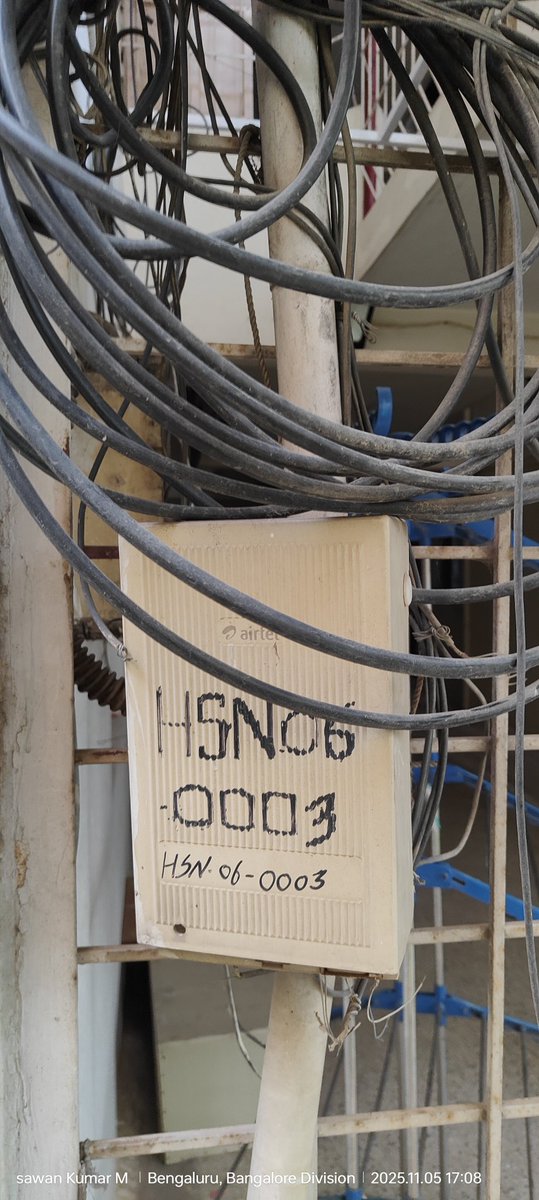 airtel
HSN06
-0003
HSN-06-0003
sawan Kumar M | Bengaluru, Bangalore Division | 2025.11.05 17:08